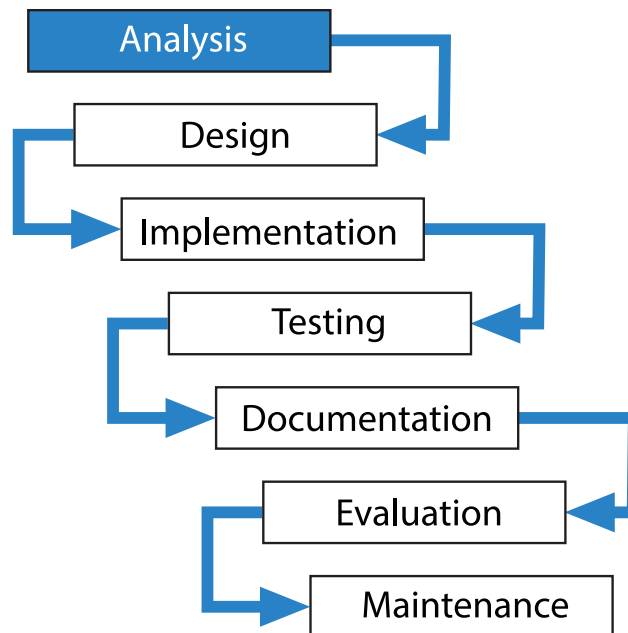 Analysis
Design
Implementation
Testing
Documentation
Evaluation
Maintenance